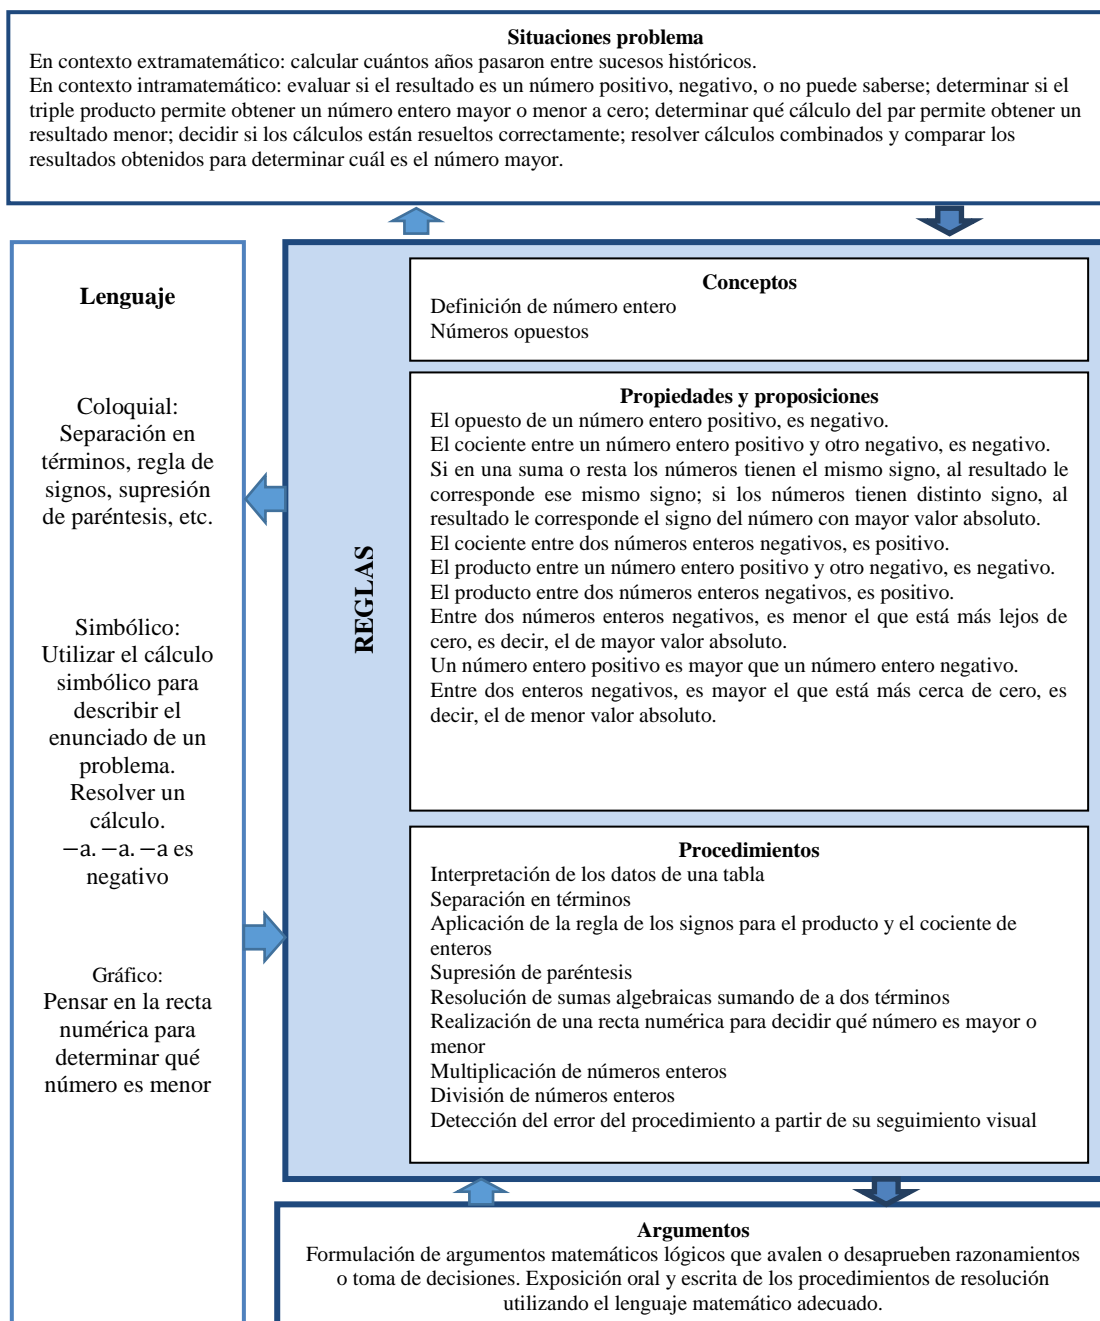 Situaciones problema
En contexto extramatemático: calcular cuántos años pasaron entre sucesos históricos.
En contexto intramatemático: evaluar si el resultado es un número positivo, negativo, o no puede saberse; determinar si el
triple producto permite obtener un número entero mayor o menor a cero; determinar qué cálculo del par permite obtener un
resultado menor; decidir si los cálculos están resueltos correctamente; resolver cálculos combinados y comparar los
resultados obtenidos para determinar cuál es el número mayor.
Lenguaje
Coloquial:
Separación en
términos, regla de
signos, supresión
de paréntesis, etc.
Simbólico:
Utilizar el cálculo
simbólico para
describir el
enunciado de un
problema.
Resolver un
cálculo.
−a. −a. −a es
negativo
Gráfico:
Pensar en la recta
numérica para
determinar qué
número es menor
REGLAS
Conceptos
Definición de número entero
Números opuestos
Propiedades y proposiciones
El opuesto de un número entero positivo, es negativo.
El cociente entre un número entero positivo y otro negativo, es negativo.
Si en una suma o resta los números tienen el mismo signo, al resultado le
corresponde ese mismo signo; si los números tienen distinto signo, al
resultado le corresponde el signo del número con mayor valor absoluto.
El cociente entre dos números enteros negativos, es positivo.
El producto entre un número entero positivo y otro negativo, es negativo.
El producto entre dos números enteros negativos, es positivo.
Entre dos números enteros negativos, es menor el que está más lejos de
cero, es decir, el de mayor valor absoluto.
Un número entero positivo es mayor que un número entero negativo.
Entre dos enteros negativos, es mayor el que está más cerca de cero, es
decir, el de menor valor absoluto.
Procedimientos
Interpretación de los datos de una tabla
Separación en términos
Aplicación de la regla de los signos para el producto y el cociente de
enteros
Supresión de paréntesis
Resolución de sumas algebraicas sumando de a dos términos
Realización de una recta numérica para decidir qué número es mayor o
menor
Multiplicación de números enteros
División de números enteros
Detección del error del procedimiento a partir de su seguimiento visual
Argumentos
Formulación de argumentos matemáticos lógicos que avalen o desaprueben razonamientos
o toma de decisiones. Exposición oral y escrita de los procedimientos de resolución
utilizando el lenguaje matemático adecuado.